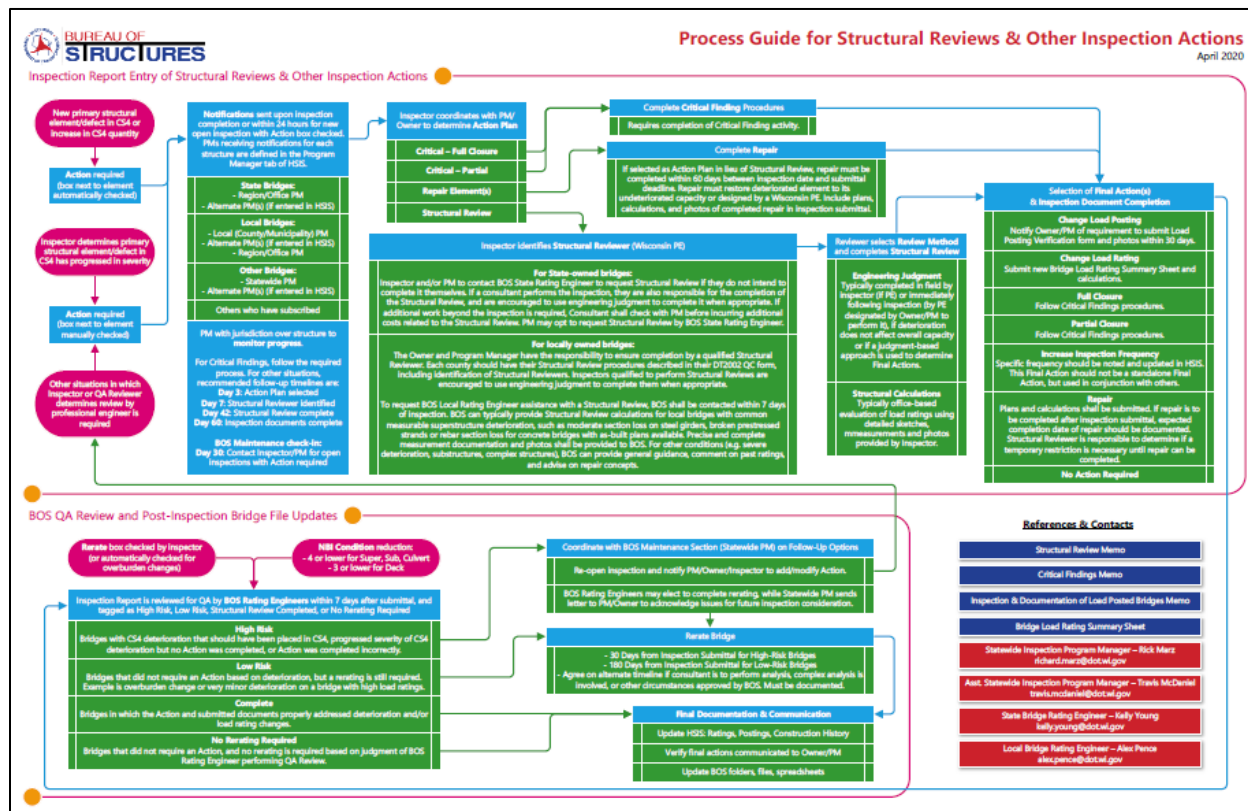 BUREAU OF
STRUCTURES
Process Guide for Structural Reviews & Other Inspection Actions
April 2020
Inspection Report Entry of Structural Reviews & Other Inspection Actions
New primary structural
element/defect in CS4 or
increase in CS4 quantity
Action required
(box next to element
automatically checked)
Inspector determines primary
structural element/defect in
CS4 has progressed in severity
Action required
(box next to element
manually checked)
Other situations in which
Inspector or QA Reviewer
determines review by
professional engineer is
required
Notifications sent upon inspection
completion or within 24 hours for new
open inspection with Action box checked.
PMs receiving notifications for each
structure are defined in the Program
Manager tab of HSIS.
State Bridges:
- Region/Office PM
- Alternate PM(s) (If entered in HSIS)
Local Bridges:
- Local (County/Municipality) PM
- Alternate PM(s) (If entered in HSIS)
- Region/Office PM
Other Bridges:
- Statewide PM
- Alternate PM(s) (If entered in HSIS)
Others who have subscribed
PM with jurisdiction over structure to
monitor progress.
For Critical Findings, follow the required
process. For other situations,
recommended follow-up timelines are:
Day 3: Action Plan selected
Day 7: Structural Reviewer identified
Day 42: Structural Review complete
Day 60: Inspection documents complete
BOS Maintenance check-in:
Day 30: Contact Inspector/PM for open
inspections with Action required
Inspector coordinates with PM/
Owner to determine Action Plan
Critical – Full Closure
Critical – Partial
Repair Element(s)
Structural Review
Complete Critical Finding Procedures
Requires completion of Critical Finding activity.
Complete Repair
If selected as Action Plan in lieu of Structural Review, repair must be
completed within 60 days between inspection date and submittal
deadline. Repair must restore deteriorated element to its
undeteriorated capacity or designed by a Wisconsin PE. Include plans,
calculations, and photos of completed repair in inspection submittal.
Inspector identifies Structural Reviewer (Wisconsin PE)
For State-owned bridges:
Inspector and/or PM to contact BOS State Rating Engineer to request Structural Review if they do not intend to
complete it themselves. If a consultant performs the inspection, they are also responsible for the completion of
the Structural Review, and are encouraged to use engineering judgment to complete it when appropriate. If
additional work beyond the inspection is required, Consultant shall check with PM before incurring additional
costs related to the Structural Review. PM may opt to request Structural Review by BOS State Rating Engineer.
For locally owned bridges:
The Owner and Program Manager have the responsibility to ensure completion by a qualified Structural
Reviewer. Each county should have their Structural Review procedures described in their DT2002 QC form,
including identification of Structural Reviewers. Inspectors qualified to perform Structural Reviews are
encouraged to use engineering judgment to complete them when appropriate.
To request BOS Local Rating Engineer assistance with a Structural Review, BOS shall be contacted within 7 days
of inspection. BOS can typically provide Structural Review calculations for local bridges with common
measurable superstructure deterioration, such as moderate section loss on steel girders, broken prestressed
strands or rebar section loss for concrete bridges with as-built plans available. Precise and complete
measurement documentation and photos shall be provided to BOS. For other conditions (e.g. severe
deterioration, substructures, complex structures), BOS can provide general guidance, comment on past ratings,
and advise on repair concepts.
Reviewer selects Review Method
and completes Structural Review
Engineering Judgment
Typically completed in field by
Inspector (if PE) or immediately
following inspection (by PE
designated by Owner/PM to
perform it), if deterioration
does not affect overall capacity
or if a judgment-based
approach is used to determine
Final Actions.
Structural Calculations
Typically office-based
evaluation of load ratings using
detailed sketches,
mmeasurements and photos
provided by Inspector.
Selection of Final Action(s)
& Inspection Document Completion
Change Load Posting
Notify Owner/PM of requirement to submit Load
Posting Verification form and photos within 30 days.
Change Load Rating
Submit new Bridge Load Rating Summary Sheet and
calculations.
Full Closure
Follow Critical Findings procedures.
Partial Closure
Follow Critical Findings procedures.
Increase Inspection Frequency
Specific frequency should be noted and updated in HSIS.
This Final Action should not be a standalone Final
Action, but used in conjunction with others.
Repair
Plans and calculations shall be submitted. If repair is to
be completed after inspection submittal, expected
completion date of repair should be documented.
Structural Reviewer is responsible to determine if a
temporary restriction is necessary until repair can be
completed.
No Action Required
BOS QA Review and Post-Inspection Bridge File Updates
Rerate box checked by inspector
(or automatically checked for
overburden changes)
NBI Condition reduction:
- 4 or lower for Super, Sub, Culvert
- 3 or lower for Deck
Inspection Report is reviewed for QA by BOS Rating Engineers within 7 days after submittal, and
tagged as High Risk, Low Risk, Structural Review Completed, or No Rerating Required
High Risk
Bridges with CS4 deterioration that should have been placed in CS4, progressed severity of CS4
deterioration but no Action was completed, or Action was completed incorrectly.
Low Risk
Bridges that did not require an Action based on deterioration, but a rerating is still required.
Example is overburden change or very minor deterioration on a bridge with high load ratings.
Complete
Bridges in which the Action and submitted documents properly addressed deterioration and/or
load rating changes.
No Rerating Required
Bridges that did not require an Action, and no rerating is required based on judgment of BOS
Rating Engineer performing QA Review.
Coordinate with BOS Maintenance Section (Statewide PM) on Follow-Up Options
Re-open inspection and notify PM/Owner/Inspector to add/modify Action.
BOS Rating Engineers may elect to complete rerating, while Statewide PM sends
letter to PM/Owner to acknowledge issues for future inspection consideration.
Rerate Bridge
- 30 Days from Inspection Submittal for High-Risk Bridges
- 180 Days from Inspection Submittal for Low-Risk Bridges
- Agree on alternate timeline if consultant is to perform analysis, complex analysis is
involved, or other circumstances approved by BOS. Must be documented.
Final Documentation & Communication
Update HSIS: Ratings, Postings, Construction History
Verify final actions communicated to Owner/PM
Update BOS folders, files, spreadsheets
References & Contacts
Structural Review Memo
Critical Findings Memo
Inspection & Documentation of Load Posted Bridges Memo
Bridge Load Rating Summary Sheet
Statewide Inspection Program Manager – Rick Marz
richard.marz@dot.wi.gov
Asst. Statewide Inspection Program Manager – Travis McDaniel
travis.mcdaniel@dot.wi.gov
State Bridge Rating Engineer – Kelly Young
kelly.young@dot.wi.gov
Local Bridge Rating Engineer – Alex Pence
alex.pence@dot.wi.gov